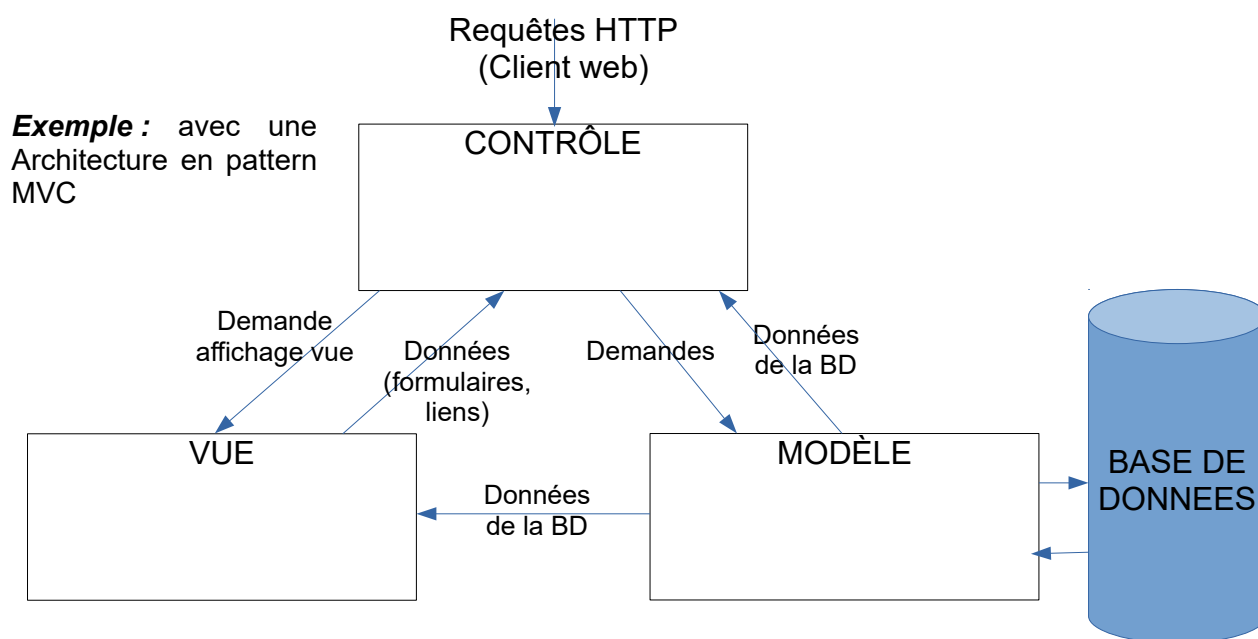 Requêtes HTTP
(Client web)
Exemple : avec une
Architecture en pattern
MVC
CONTRÔLE
Demande
affichage vue
Données
(formulaires,
liens)
Demandes
Données
de la BD
VUE
Données
de la BD
MODÈLE
BASE DE
DONNEES